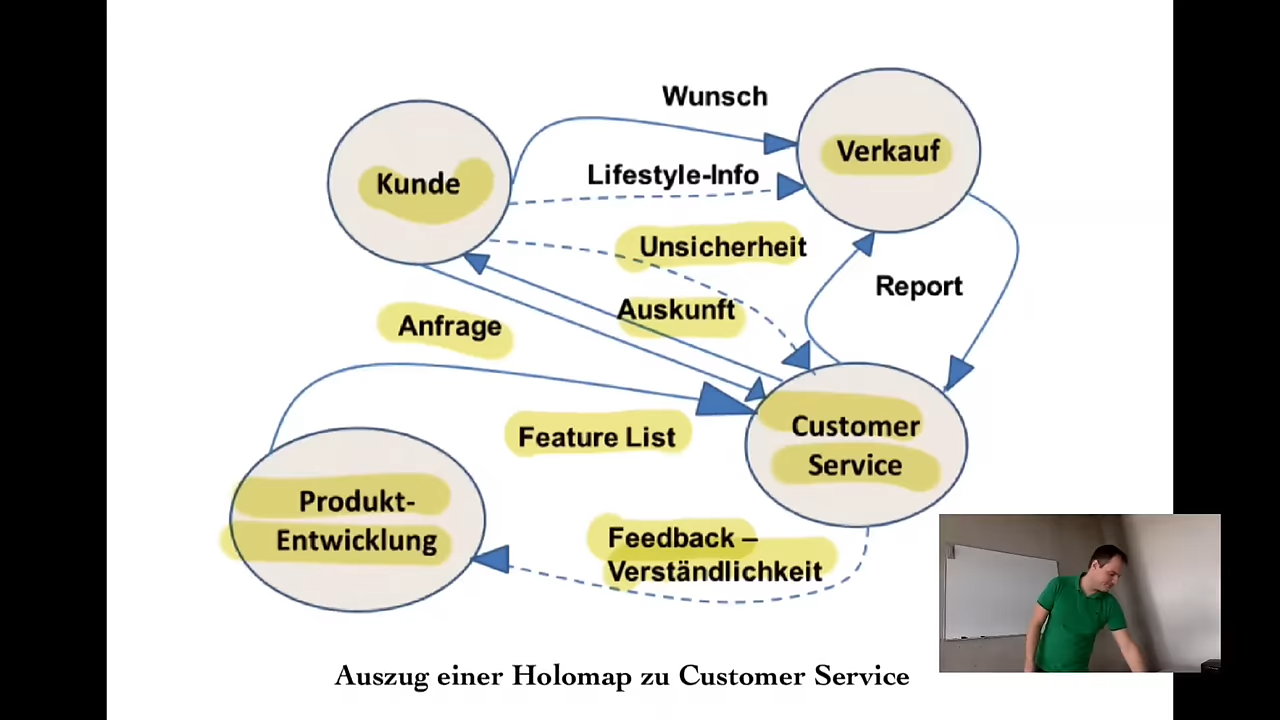 Wunsch
Verkauf
Kunde
Lifestyle-Info
Unsicherheit
Report
Auskunft
Anfrage
Feature List
Customer
Service
Produkt-
Entwicklung
Feedback –
Verständlichkeit
Auszug einer Holomap zu Customer Service